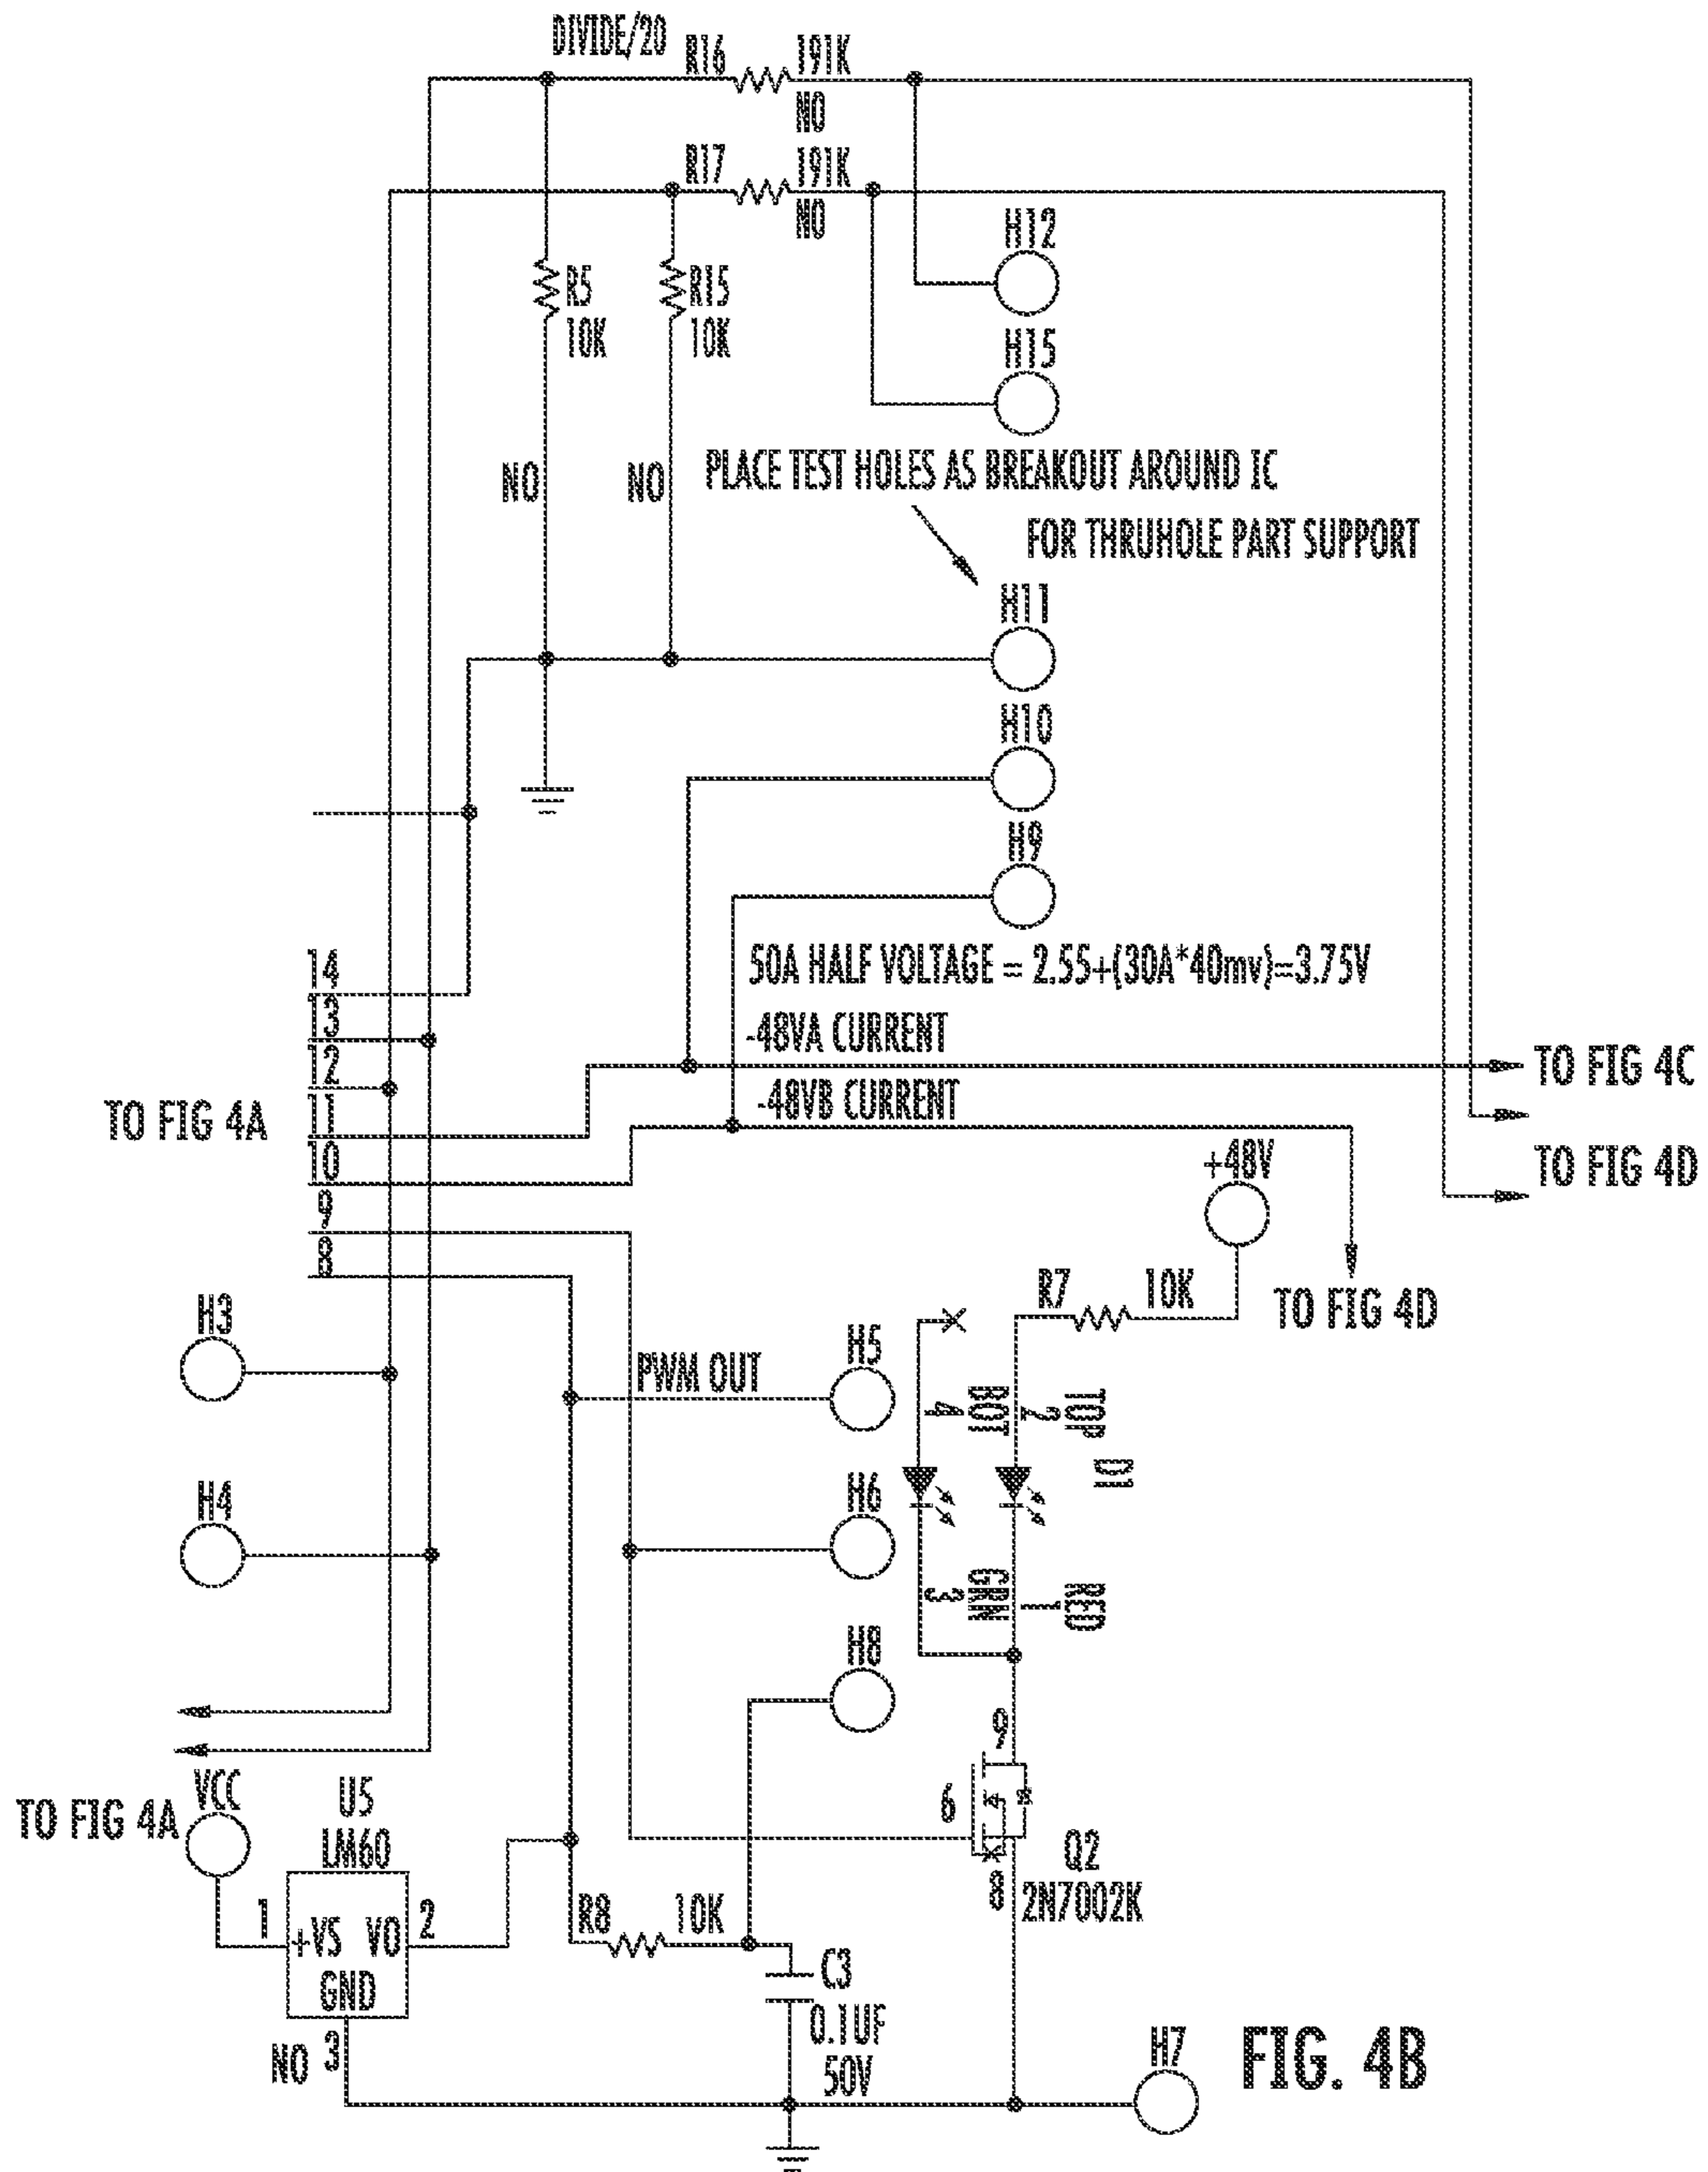 DIVIDE/20
R16 191K
NO
R17 191K
NO
H12
R5
10K
R15
10K
H15
NO
NO
PLACE TEST HOLES AS BREAKOUT AROUND IC
FOR THRUHOLE PART SUPPORT
H11
H10
H9
50A HALF VOLTAGE = 2.55+(30A*40mv)=3.75V
14
13
-48VA CURRENT
12
TO FIG 4C
-48VB CURRENT
11
TO FIG 4A
10
+48V
TO FIG 4D
9
8
R7 10K
TO FIG 4D
H3
H5
PWM OUT
4
BOT
2
TOP
D1
H4
H6
3
GRN
1
RED
H8
9
6
TO FIG 4A
VCC
U5
LM60
Q2
2N7002K
8
1
+VS VO
2
GND
R8 10K
C3
0.1UF
50V
NO 3
H7
FIG. 4B